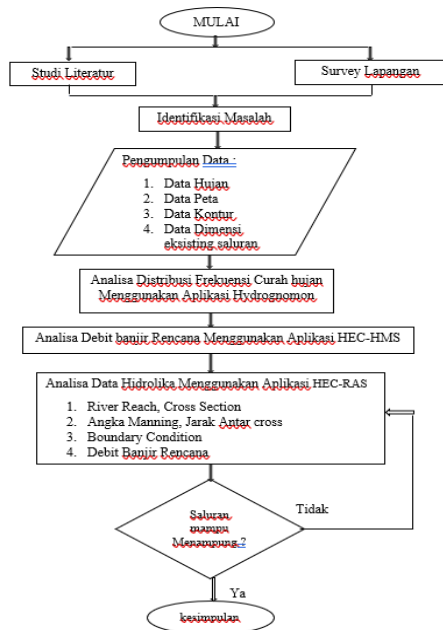 MULAI
Studi Literatur
Survey Lapangan
Identifikasi Masalah
Pengumpulan Data :
1. Data Hujan
2. Data Peta
3. Data Kontur
4. Data Dimensi
eksisting saluran
Analisa Distribusi Frekuensi Curah hujan
Menggunakan Aplikasi Hydrognomon
Analisa Debit banjir Rencana Menggunakan Aplikasi HEC-HMS
Analisa Data Hidrolika Menggunakan Aplikasi HEC-RAS
1. River Reach, Cross Section
2. Angka Manning, Jarak Antar cross
3. Boundary Condition
4. Debit Banjir Rencana
Saluran
mampu
Menampung ?
Tidak
Ya
kesimpulan